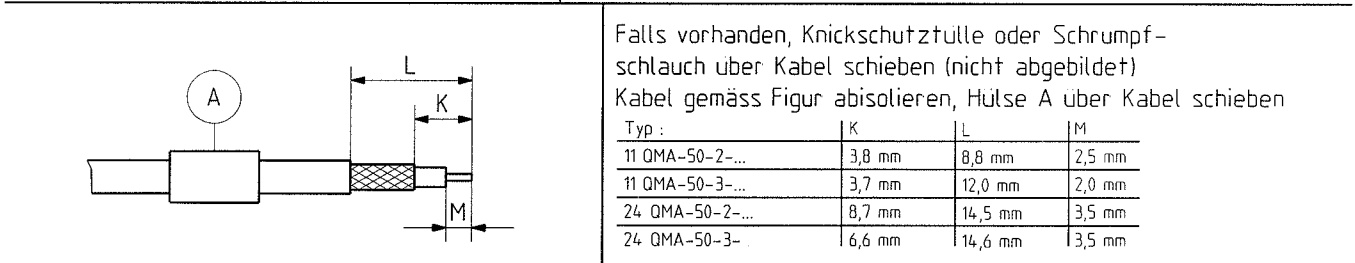 A
L
K
M
Falls vorhanden, Knickschutztülle oder Schrumpf-
schlauch über Kabel schieben (nicht abgebildet)
Kabel gemäss Figur abisolieren, Hülse A über Kabel schieben
Typ : K L M
11 QMA-50-2-... 3,8 mm 8,8 mm 2,5 mm
11 QMA-50-3-... 3,7 mm 12,0 mm 2,0 mm
24 QMA-50-2-... 8,7 mm 14,5 mm 3,5 mm
24 QMA-50-3- 6,6 mm 14,6 mm 3,5 mm